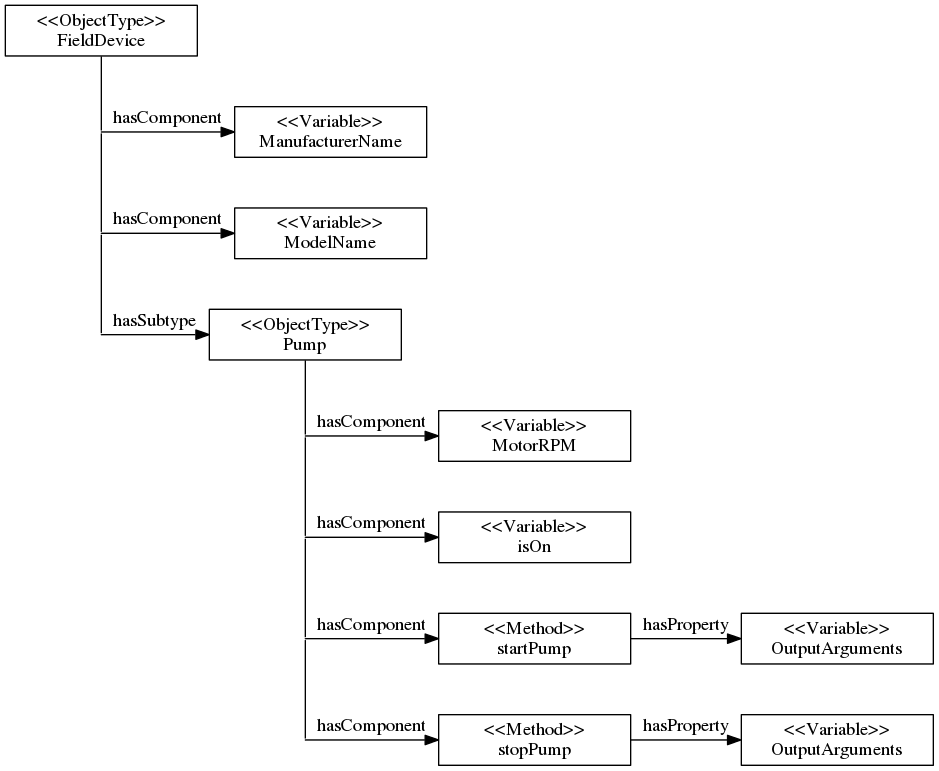 <<ObjectType>>
FieldDevice
hasComponent
<<Variable>>
ManufacturerName
hasComponent
<<Variable>>
ModelName
hasSubtype
<<ObjectType>>
Pump
hasComponent
<<Variable>>
MotorRPM
hasComponent
<<Variable>>
isOn
hasComponent
<<Method>>
startPump
hasProperty
<<Variable>>
OutputArguments
hasComponent
<<Method>>
stopPump
hasProperty
<<Variable>>
OutputArguments